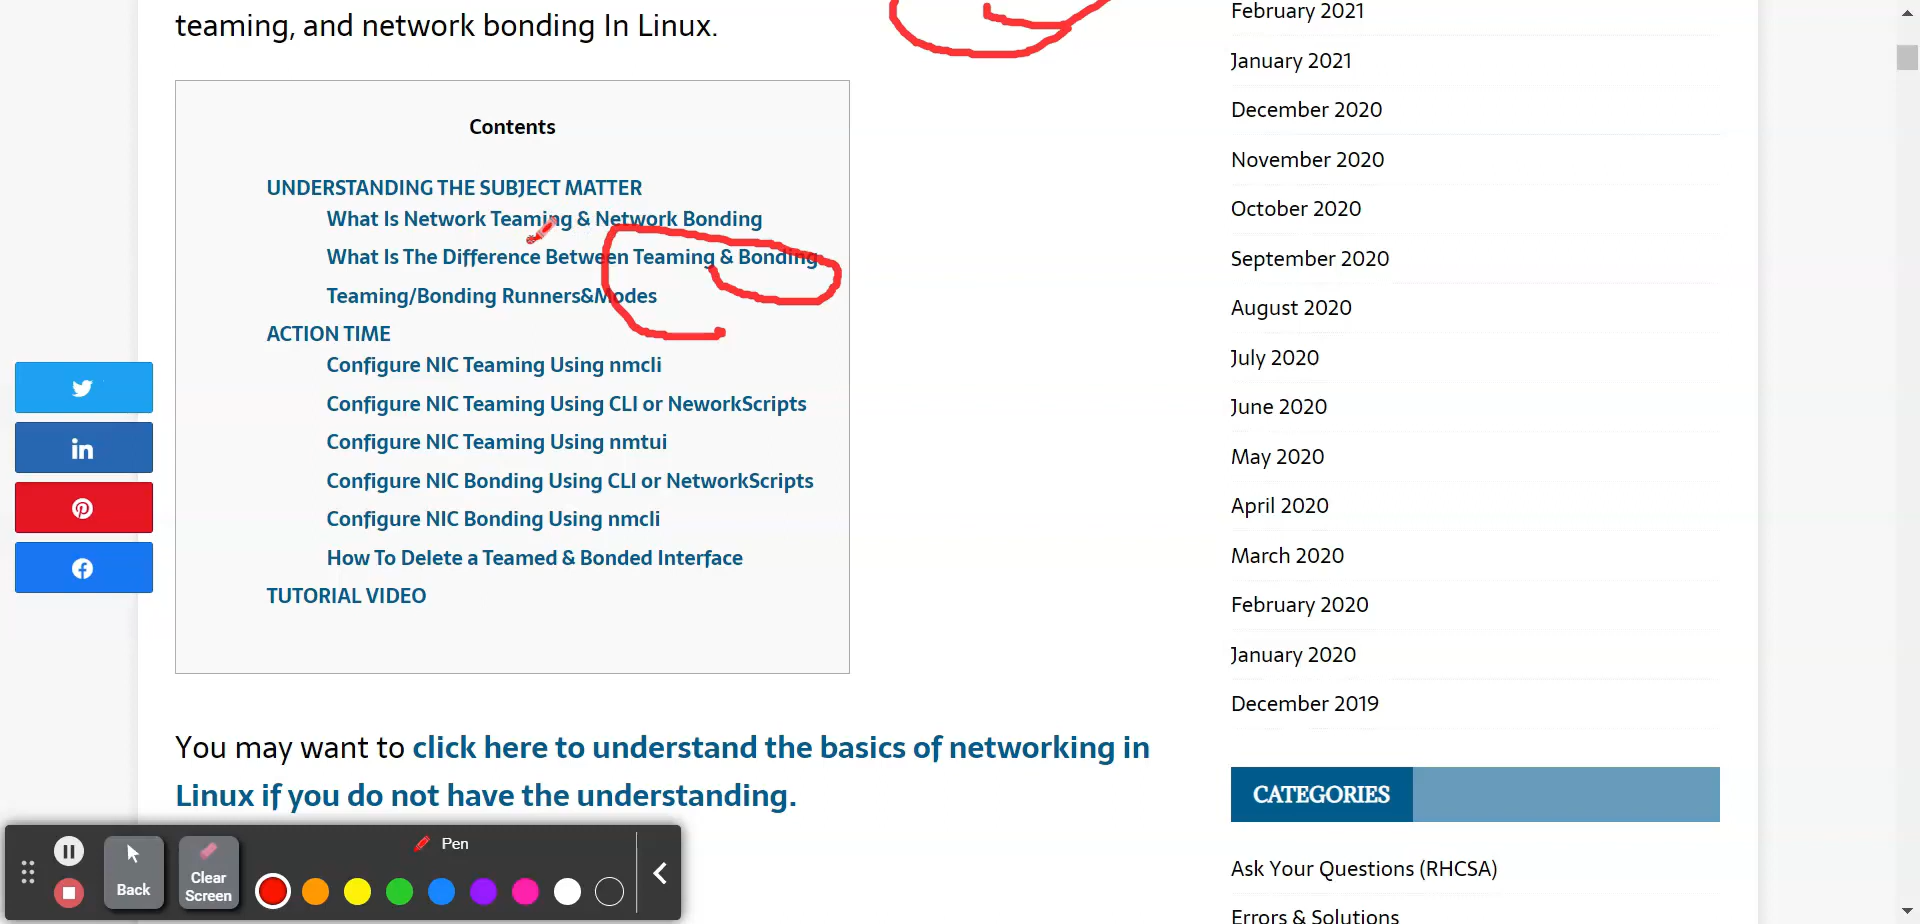 teaming, and network bonding In Linux.
Contents
UNDERSTANDING THE SUBJECT MATTER
What Is Network Teaming & Network Bonding
What Is The Difference Between Teaming & Bonding
Teaming/Bonding Runners&Modes
ACTION TIME
Configure NIC Teaming Using nmcli
Configure NIC Teaming Using CLI or NeworkScripts
Configure NIC Teaming Using nmtui
Configure NIC Bonding Using CLI or NetworkScripts
Configure NIC Bonding Using nmcli
How To Delete a Teamed & Bonded Interface
TUTORIAL VIDEO
You may want to click here to understand the basics of networking in
Linux if you do not have the understanding.
February 2021
January 2021
December 2020
November 2020
October 2020
September 2020
August 2020
July 2020
June 2020
May 2020
April 2020
March 2020
February 2020
January 2020
December 2019
CATEGORIES
Ask Your Questions (RHCSA)
Errors & Solutions
Pen
Back
Clear
Screen